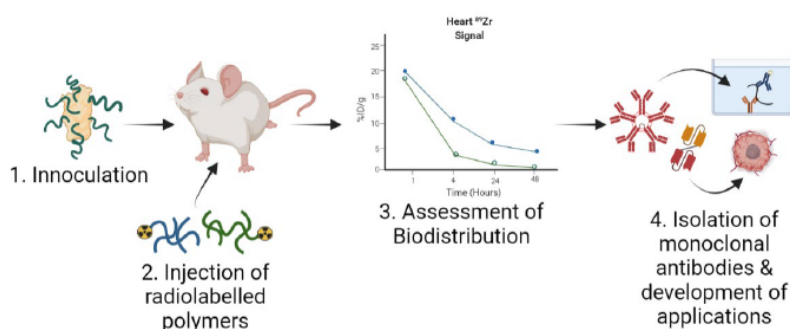 1. Innoculation
2. Injection of
radiolabelled
polymers
Heart ⁸⁹Zr
Signal
%ID/g
25
20
15
10
5
0
1 4 24 48
Time (Hours)
3. Assessment of
Biodistribution
4. Isolation of
monoclonal
antibodies &
development of
applications